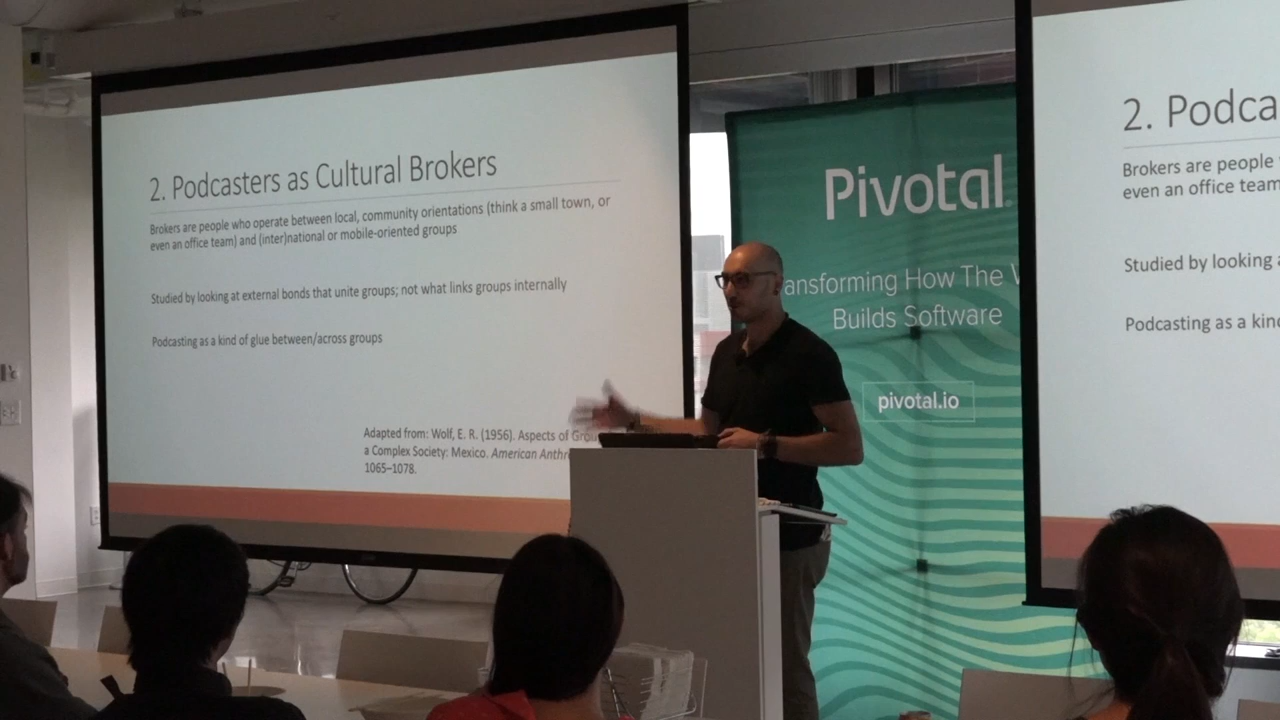 2. Podcasters as Cultural Brokers
Brokers are people who operate between local, community orientations (think a small town, or
even an office team) and (inter)national or mobile-oriented groups
Studied by looking at external bonds that unite groups; not what links groups internally
Podcasting as a kind of glue between/across groups
Adapted from: Wolf, E. R. (1956). Aspects of Grou
a Complex Society: Mexico. American Anthr
1065–1078.
Pivotal
ansforming How The W
Builds Software
pivotal.io
2. Podca
Brokers are people
even an office team
Studied by looking
Podcasting as a kind